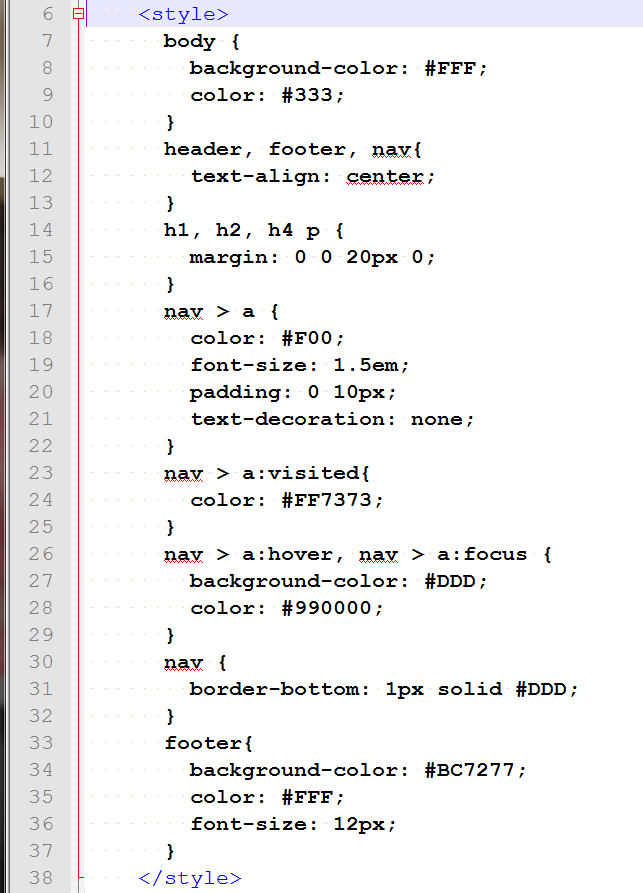 6 <style>
7 body {
8 background-color: #FFF;
9 color: #333;
10 }
11 header, footer, nav{
12 text-align: center;
13 }
14 h1, h2, h4 p {
15 margin: 0 0 20px 0;
16 }
17 nav > a {
18 color: #F00;
19 font-size: 1.5em;
20 padding: 0 10px;
21 text-decoration: none;
22 }
23 nav > a:visited{
24 color: #FF7373;
25 }
26 nav > a:hover, nav > a:focus {
27 background-color: #DDD;
28 color: #990000;
29 }
30 nav {
31 border-bottom: 1px solid #DDD;
32 }
33 footer{
34 background-color: #BC7277;
35 color: #FFF;
36 font-size: 12px;
37 }
38 </style>